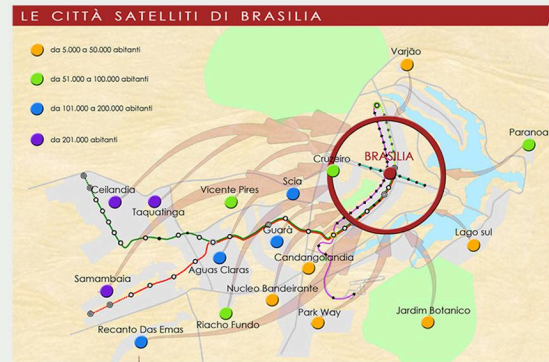 LE CITTÀ SATELLITI DI BRASILIA
da 5.000 a 50.000 abitanti
da 51.000 a 100.000 abitanti
da 101.000 a 200.000 abitanti
da 201.000 abitanti
Varjão
Paranoa
Cruzeiro
BRASILIA
Ceilandia
Taquatinga
Vicente Pires
Scia
Guarà
Lago sul
Candangolandia
Aguas Claras
Samambaia
Nucleo Bandeirante
Park Way
Jardim Botanico
Riacho Fundo
Recanto Das Emas